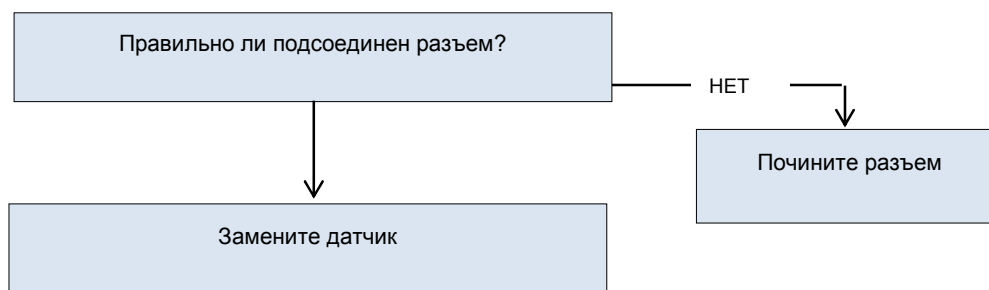 Правильно ли подсоединен разъем?
НЕТ
Почините разъем
Замените датчик